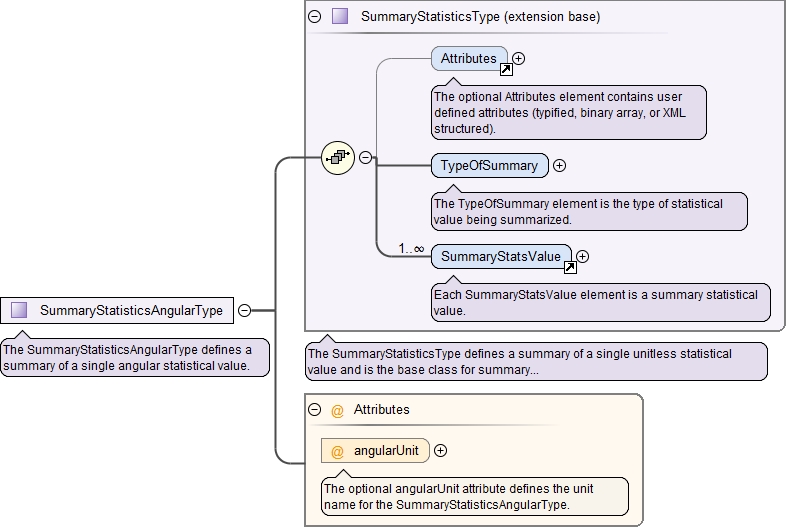 SummaryStatisticsType (extension base)
Attributes
The optional Attributes element contains user
defined attributes (typified, binary array, or XML
structured).
TypeOfSummary
The TypeOfSummary element is the type of statistical
value being summarized.
1..∞
SummaryStatsValue
Each SummaryStatsValue element is a summary statistical
value.
SummaryStatisticsAngularType
The SummaryStatisticsAngularType defines a
summary of a single angular statistical value.
The SummaryStatisticsType defines a summary of a single unitless statistical
value and is the base class for summary...
@ Attributes
@ angularUnit
The optional angularUnit attribute defines the unit
name for the SummaryStatisticsAngularType.